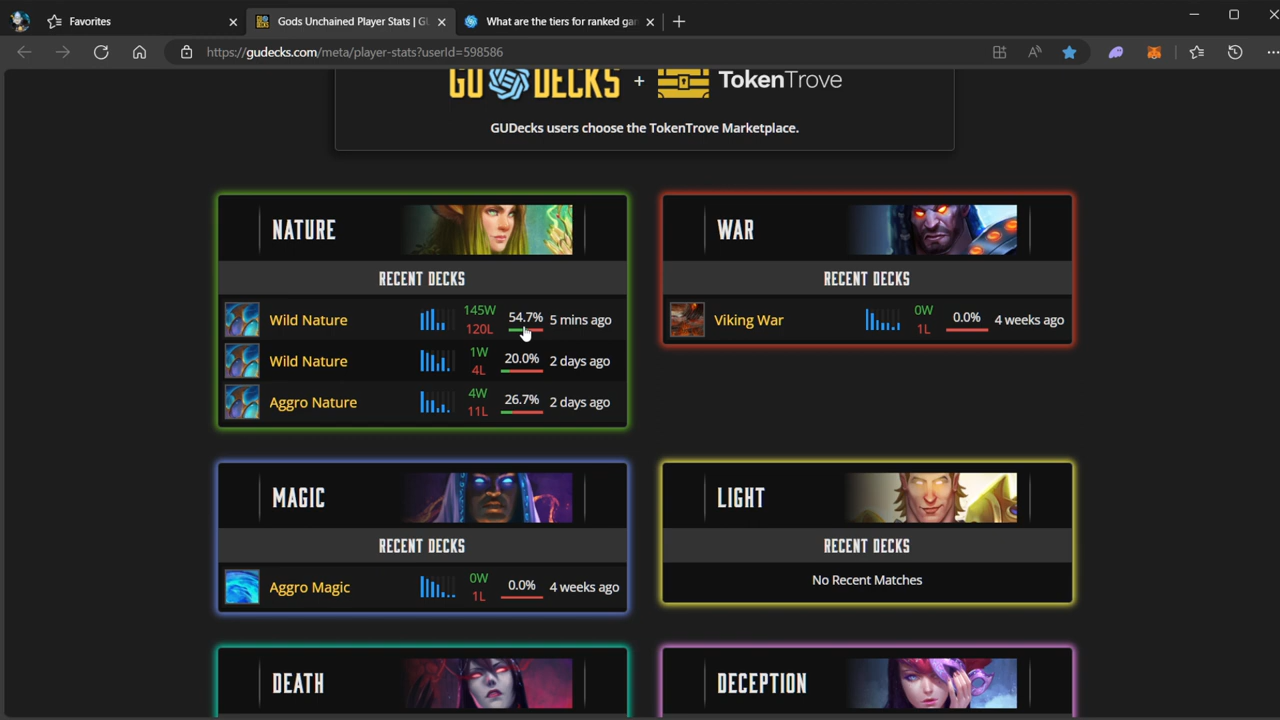 Favorites
Gods Unchained Player Stats | GU
What are the tiers for ranked gam
https://gudecks.com/meta/player-stats?userId=598586
GU DECKS + TokenTrove
GUDecks users choose the TokenTrove Marketplace.
NATURE
RECENT DECKS
Wild Nature 145W 120L 54.7% 5 mins ago
Wild Nature 1W 4L 20.0% 2 days ago
Aggro Nature 4W 11L 26.7% 2 days ago
WAR
RECENT DECKS
Viking War 0W 1L 0.0% 4 weeks ago
MAGIC
RECENT DECKS
Aggro Magic 0W 1L 0.0% 4 weeks ago
LIGHT
RECENT DECKS
No Recent Matches
DEATH
DECEPTION